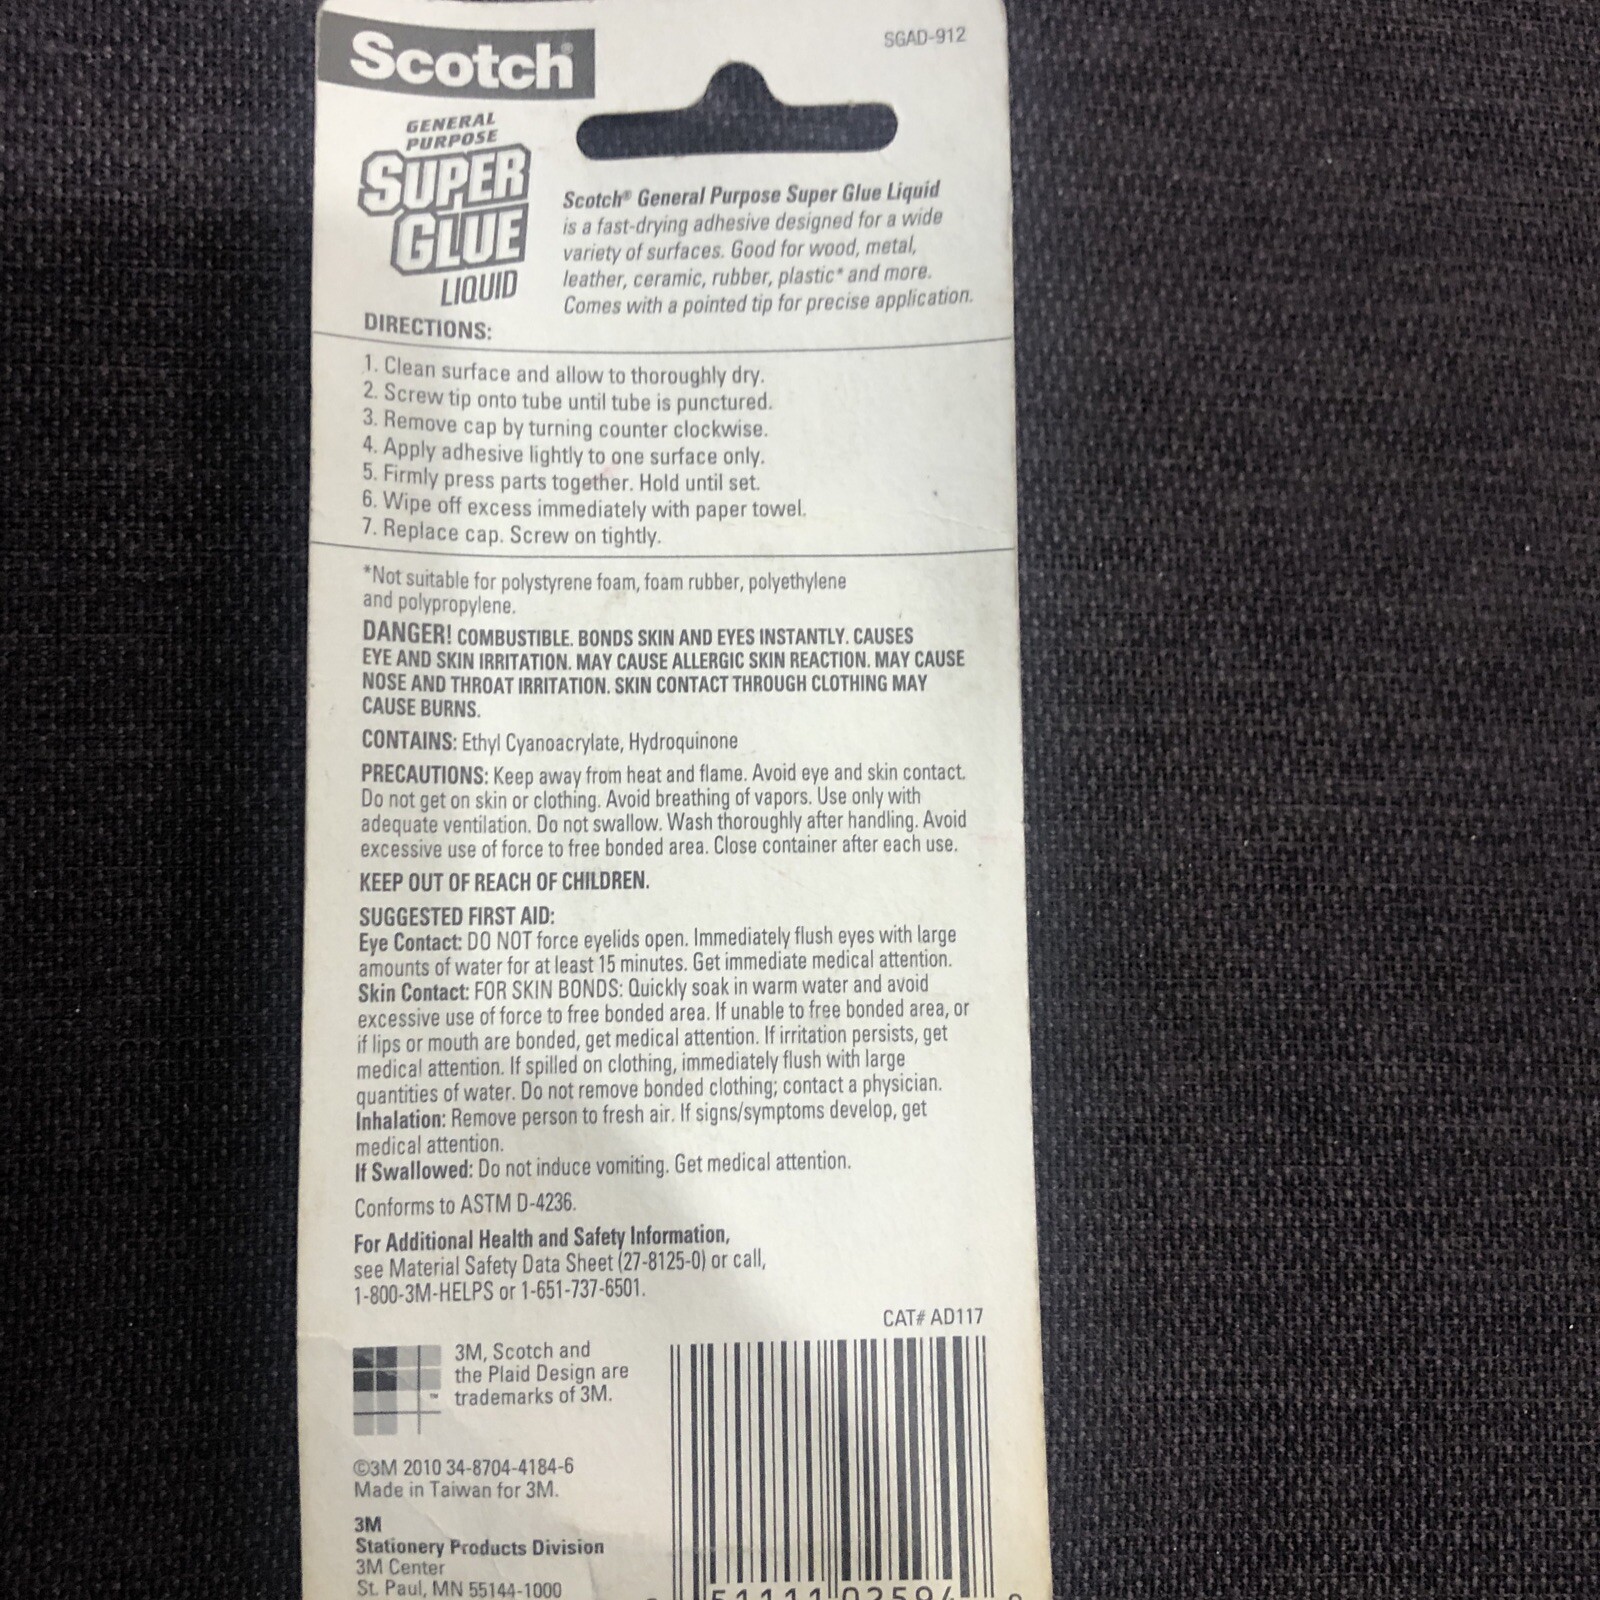 Scotch®
SGAD-912
GENERAL
PURPOSE
SUPER
GLUE
LIQUID
Scotch® General Purpose Super Glue Liquid
is a fast-drying adhesive designed for a wide
variety of surfaces. Good for wood, metal,
leather, ceramic, rubber, plastic* and more.
Comes with a pointed tip for precise application.
DIRECTIONS:
1. Clean surface and allow to thoroughly dry.
2. Screw tip onto tube until tube is punctured.
3. Remove cap by turning counter clockwise.
4. Apply adhesive lightly to one surface only.
5. Firmly press parts together. Hold until set.
6. Wipe off excess immediately with paper towel.
7. Replace cap. Screw on tightly.
*Not suitable for polystyrene foam, foam rubber, polyethylene
and polypropylene.
DANGER! COMBUSTIBLE. BONDS SKIN AND EYES INSTANTLY. CAUSES
EYE AND SKIN IRRITATION. MAY CAUSE ALLERGIC SKIN REACTION. MAY CAUSE
NOSE AND THROAT IRRITATION. SKIN CONTACT THROUGH CLOTHING MAY
CAUSE BURNS.
CONTAINS: Ethyl Cyanoacrylate, Hydroquinone
PRECAUTIONS: Keep away from heat and flame. Avoid eye and skin contact.
Do not get on skin or clothing. Avoid breathing of vapors. Use only with
adequate ventilation. Do not swallow. Wash thoroughly after handling. Avoid
excessive use of force to free bonded area. Close container after each use.
KEEP OUT OF REACH OF CHILDREN.
SUGGESTED FIRST AID:
Eye Contact: DO NOT force eyelids open. Immediately flush eyes with large
amounts of water for at least 15 minutes. Get immediate medical attention.
Skin Contact: FOR SKIN BONDS: Quickly soak in warm water and avoid
excessive use of force to free bonded area. If unable to free bonded area, or
if lips or mouth are bonded, get medical attention. If irritation persists, get
medical attention. If spilled on clothing, immediately flush with large
quantities of water. Do not remove bonded clothing; contact a physician.
Inhalation: Remove person to fresh air. If signs/symptoms develop, get
medical attention.
If Swallowed: Do not induce vomiting. Get medical attention.
Conforms to ASTM D-4236.
For Additional Health and Safety Information,
see Material Safety Data Sheet (27-8125-0) or call,
1-800-3M-HELPS or 1-651-737-6501.
CAT# AD117
3M, Scotch and
the Plaid Design are
™ trademarks of 3M.
©3M 2010 34-8704-4184-6
Made in Taiwan for 3M.
3M
Stationery Products Division
3M Center
St. Paul, MN 55144-1000
51111 02594